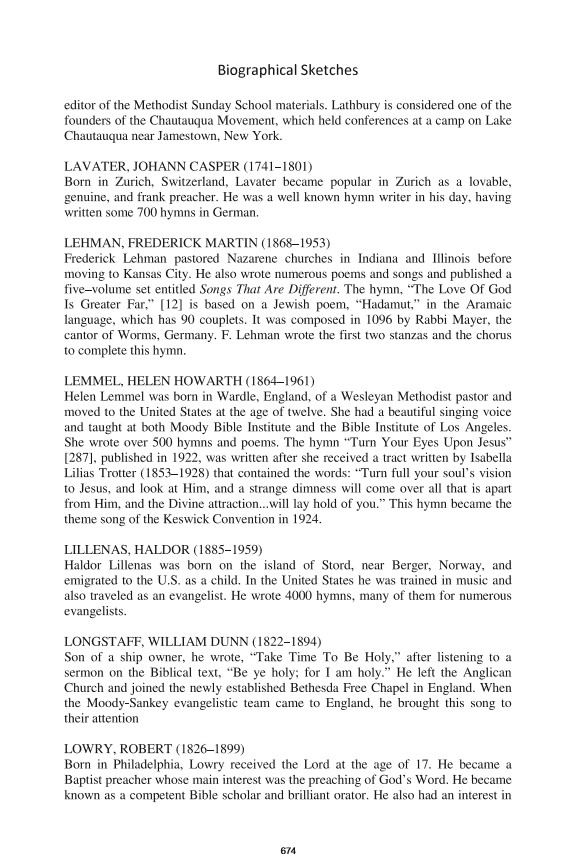 Biographical Sketches
editor of the Methodist Sunday School materials. Lathbury is considered one of the
founders of the Chautauqua Movement, which held conferences at a camp on Lake
Chautauqua near Jamestown, New York.
LAVATER, JOHANN CASPER (1741–1801)
Born in Zurich, Switzerland, Lavater became popular in Zurich as a lovable,
genuine, and frank preacher. He was a well known hymn writer in his day, having
written some 700 hymns in German.
LEHMAN, FREDERICK MARTIN (1868–1953)
Frederick Lehman pastored Nazarene churches in Indiana and Illinois before
moving to Kansas City. He also wrote numerous poems and songs and published a
five–volume set entitled Songs That Are Different. The hymn, “The Love Of God
Is Greater Far,” [12] is based on a Jewish poem, “Hadamut,” in the Aramaic
language, which has 90 couplets. It was composed in 1096 by Rabbi Mayer, the
cantor of Worms, Germany. F. Lehman wrote the first two stanzas and the chorus
to complete this hymn.
LEMMEL, HELEN HOWARTH (1864–1961)
Helen Lemmel was born in Wardle, England, of a Wesleyan Methodist pastor and
moved to the United States at the age of twelve. She had a beautiful singing voice
and taught at both Moody Bible Institute and the Bible Institute of Los Angeles.
She wrote over 500 hymns and poems. The hymn “Turn Your Eyes Upon Jesus”
[287], published in 1922, was written after she received a tract written by Isabella
Lilias Trotter (1853–1928) that contained the words: “Turn full your soul’s vision
to Jesus, and look at Him, and a strange dimness will come over all that is apart
from Him, and the Divine attraction...will lay hold of you.” This hymn became the
theme song of the Keswick Convention in 1924.
LILLENAS, HALDOR (1885–1959)
Haldor Lillenas was born on the island of Stord, near Berger, Norway, and
emigrated to the U.S. as a child. In the United States he was trained in music and
also traveled as an evangelist. He wrote 4000 hymns, many of them for numerous
evangelists.
LONGSTAFF, WILLIAM DUNN (1822–1894)
Son of a ship owner, he wrote, “Take Time To Be Holy,” after listening to a
sermon on the Biblical text, “Be ye holy; for I am holy.” He left the Anglican
Church and joined the newly established Bethesda Free Chapel in England. When
the Moody-Sankey evangelistic team came to England, he brought this song to
their attention
LOWRY, ROBERT (1826–1899)
Born in Philadelphia, Lowry received the Lord at the age of 17. He became a
Baptist preacher whose main interest was the preaching of God’s Word. He became
known as a competent Bible scholar and brilliant orator. He also had an interest in
674